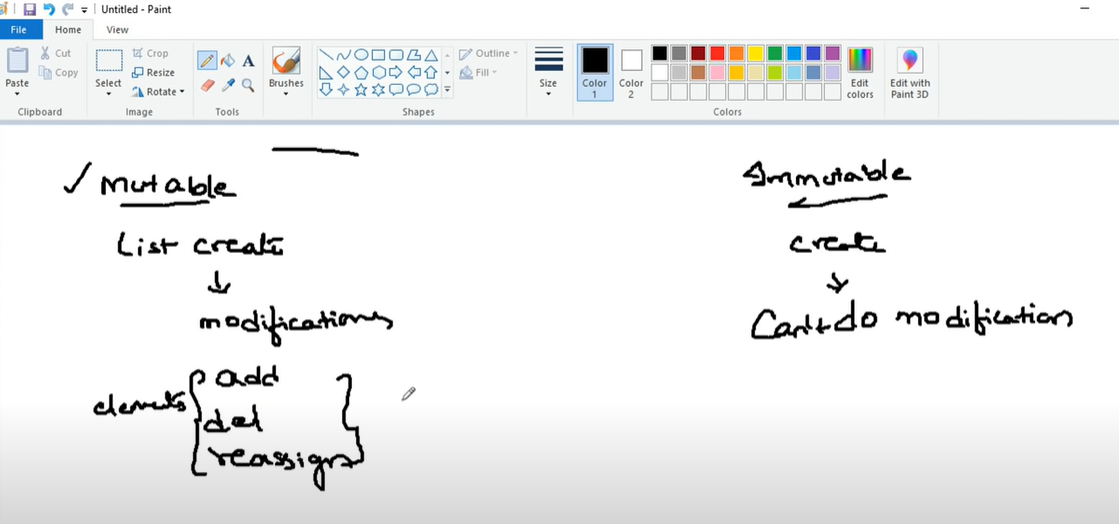 Untitled - Paint
File Home View
Paste
Cut
Copy
Clipboard
Select
Crop
Resize
Rotate
Image
A
Tools
Brushes
Shapes
Outline
Fill
Size
Color 1
Color 2
Colors
Edit colors
Edit with Paint 3D
mutable
List create
modifications
elements
add
del
reassign
Immutable
create
Can't do modification